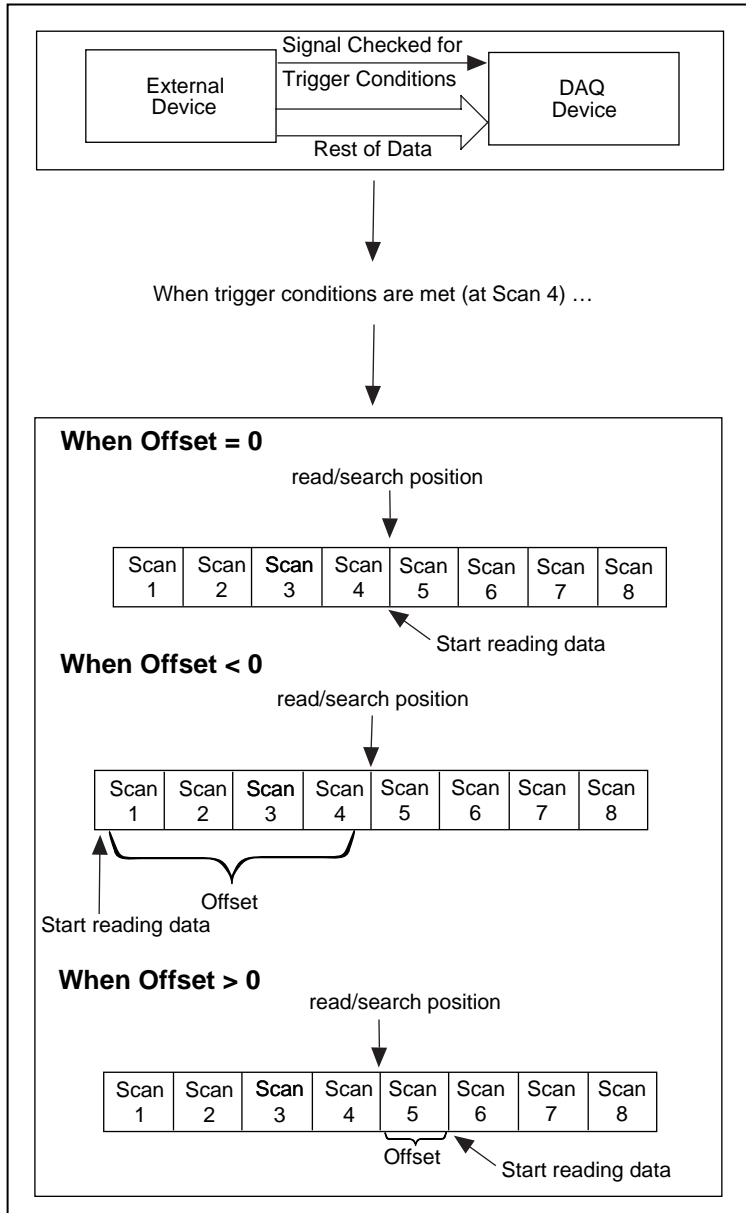 Signal Checked for
Trigger Conditions
External
Device
DAQ
Device
Rest of Data
When trigger conditions are met (at Scan 4) …
When Offset = 0
read/search position
Scan 1 Scan 2 Scan 3 Scan 4 Scan 5 Scan 6 Scan 7 Scan 8
Start reading data
When Offset < 0
read/search position
Scan 1 Scan 2 Scan 3 Scan 4 Scan 5 Scan 6 Scan 7 Scan 8
Offset
Start reading data
When Offset > 0
read/search position
Scan 1 Scan 2 Scan 3 Scan 4 Scan 5 Scan 6 Scan 7 Scan 8
Offset
Start reading data